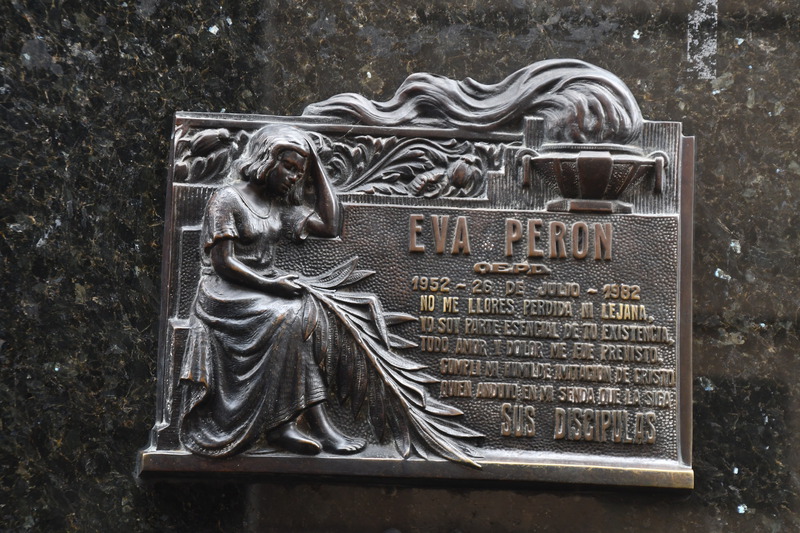 EVA PERON
Q.E.P.D.
1952 - 26 DE JULIO - 1982
NO ME LLORES PERDIDA NI LEJANA,
YO SOY PARTE ESENCIAL DE TU EXISTENCIA,
TODO AMOR Y DOLOR ME FUE PREVISTO,
CUMPLI MI HUMILDE IMITACION DE CRISTO
QUIEN ANDUVO EN MI SENDA QUE LA SIGA
SUS DISCIPULAS